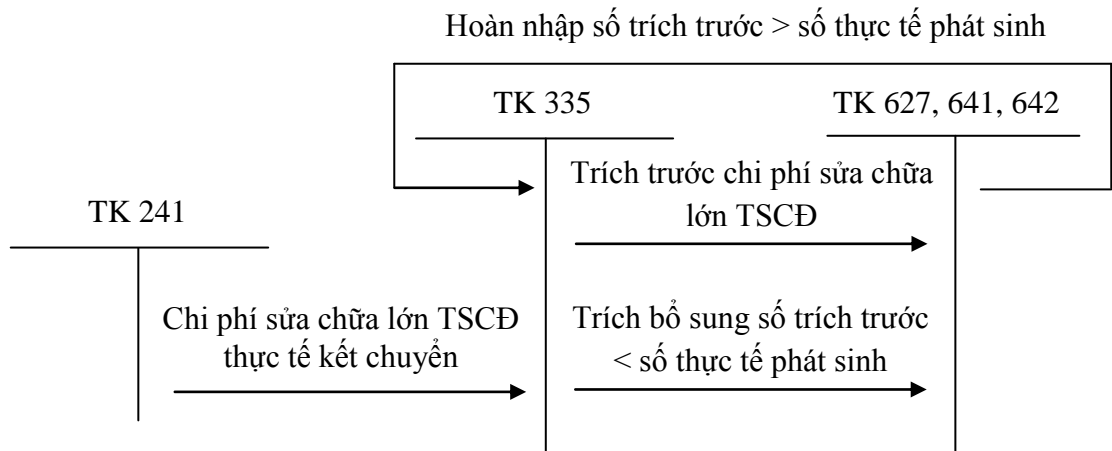 Hoàn nhập số trích trước > số thực tế phát sinh
TK 335
TK 627, 641, 642
Trích trước chi phí sửa chữa
lớn TSCĐ
TK 241
Chi phí sửa chữa lớn TSCĐ
thực tế kết chuyển
Trích bổ sung số trích trước
< số thực tế phát sinh